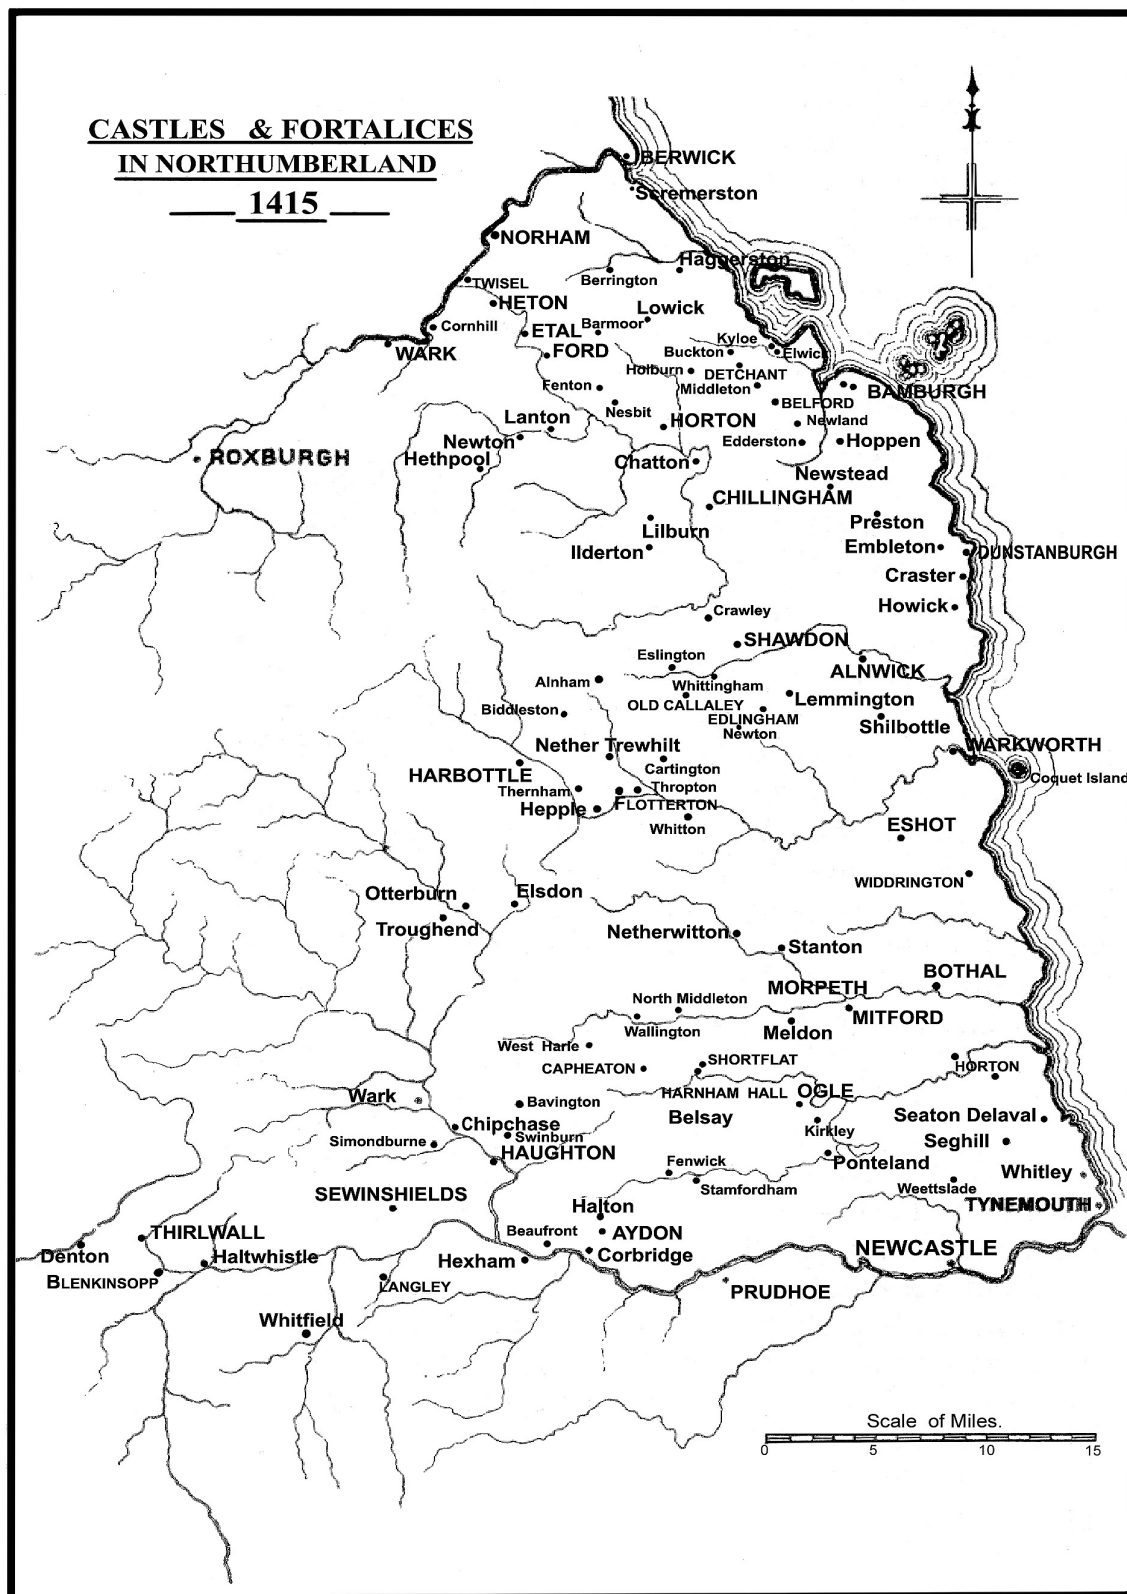 CASTLES & FORTALICES
IN NORTHUMBERLAND
1415
BERWICK
Scremerston
NORHAM
Haggerston
Berrington
TWISEL
HETON
Lowick
Cornhill
ETAL
Barmoor
WARK
FORD
Kyloe
Buckton
Elwick
Holburn
DETCHANT
Fenton
Middleton
BAMBURGH
Nesbit
BELFORD
Lanton
HORTON
Newland
Newton
Edderston
Hoppen
ROXBURGH
Hethpool
Chatton
Newstead
CHILLINGHAM
Preston
Lilburn
Ilderton
Embleton
DUNSTANBURGH
Craster
Howick
Crawley
SHAWDON
Eslington
ALNWICK
Alnham
Whittingham
Lemmington
OLD CALLALEY
Biddleston
EDLINGHAM
Shilbottle
Newton
Nether Trewhilt
WARKWORTH
HARBOTTLE
Cartington
Coquet Island
Thernham
Thropton
Hepple
FLOTTERTON
Whitton
ESHOT
WIDDRINGTON
Otterburn
Elsdon
Troughend
Netherwitton
Stanton
BOTHAL
MORPETH
North Middleton
Wallington
MITFORD
Meldon
West Harle
SHORTFLAT
CAPHEATON
HORTON
HARNHAM HALL
OGLE
Wark
Bavington
Belsay
Seaton Delaval
Chipchase
Kirkley
Simondburne
Swinburn
Seghill
HAUGHTON
Ponteland
Fenwick
Whitley
SEWINSHIELDS
Stamfordham
Weettslade
Halton
TYNEMOUTH
THIRLWALL
Beaufront
AYDON
Denton
Haltwhistle
Hexham
Corbridge
NEWCASTLE
BLENKINSOPP
LANGLEY
PRUDHOE
Whitfield
Scale of Miles.
0 5 10 15